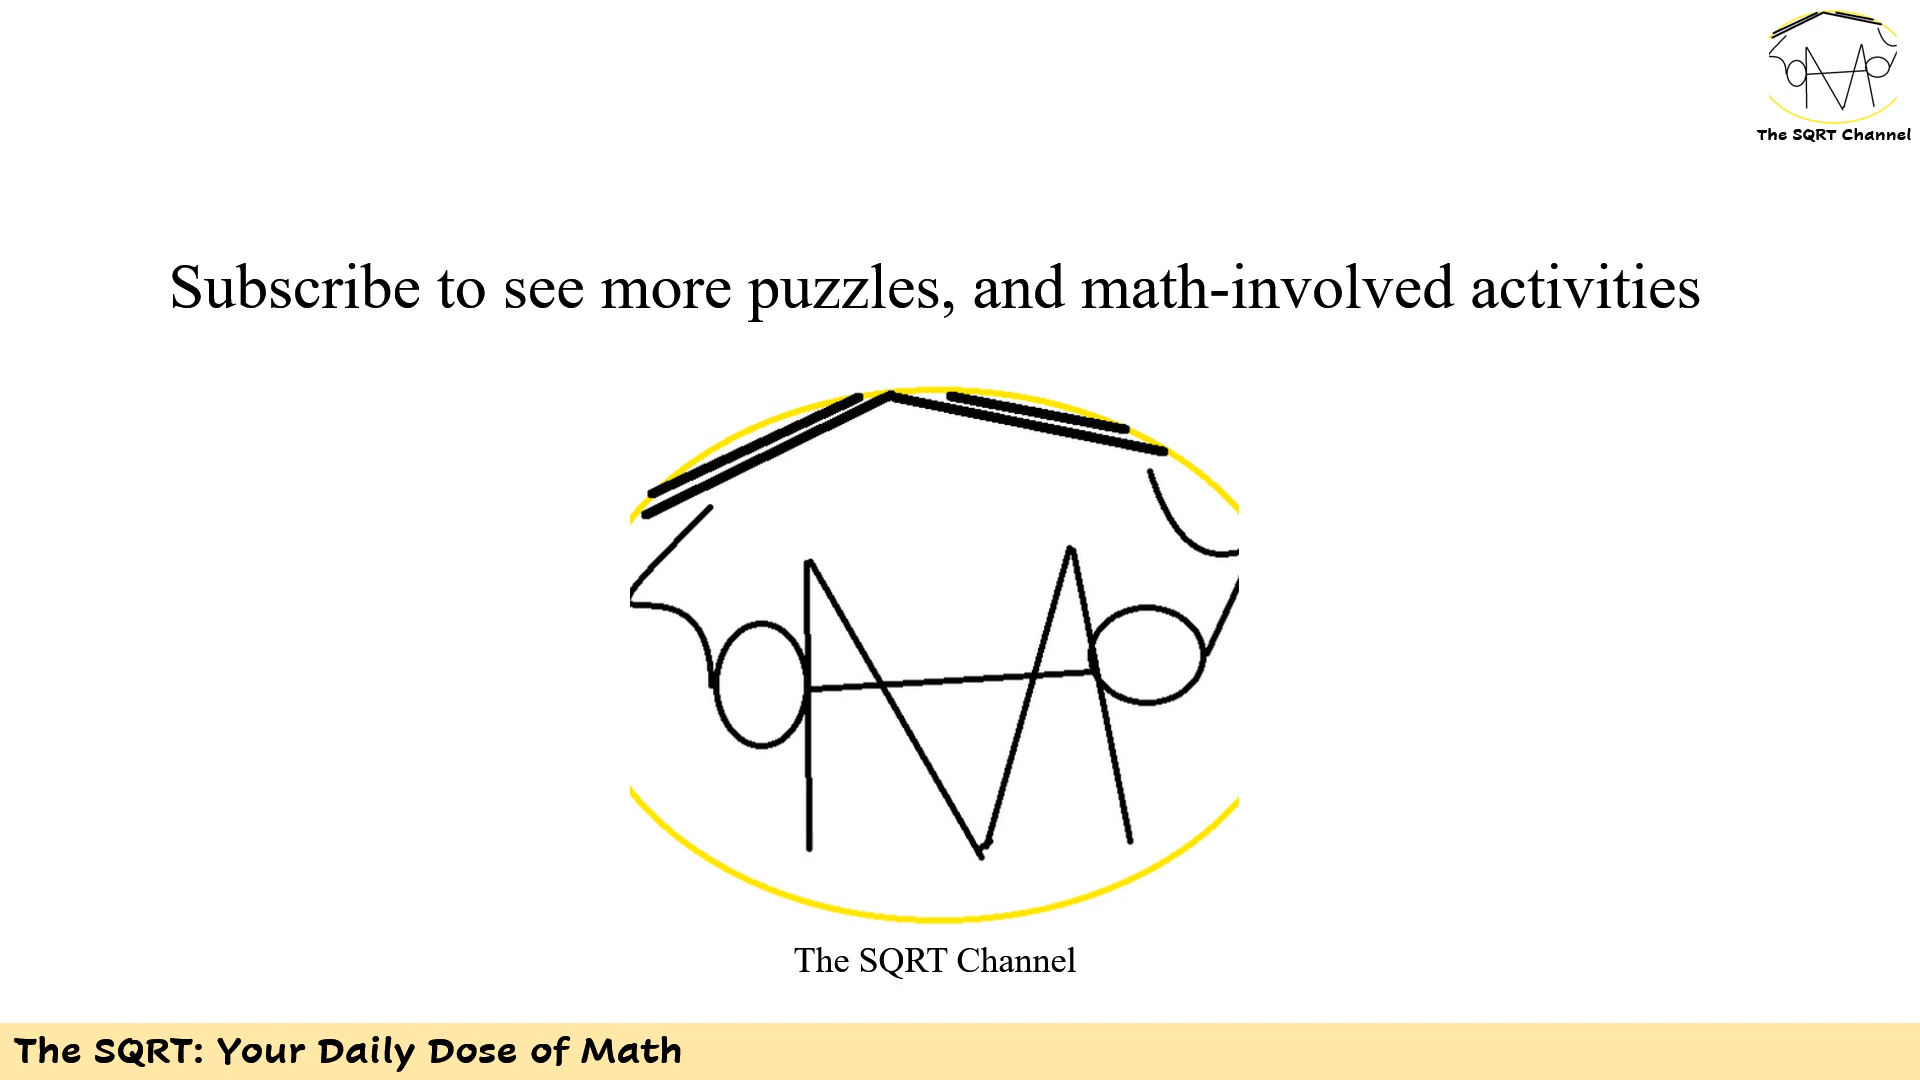 The SQRT Channel
Subscribe to see more puzzles, and math-involved activities
The SQRT Channel
The SQRT: Your Daily Dose of Math